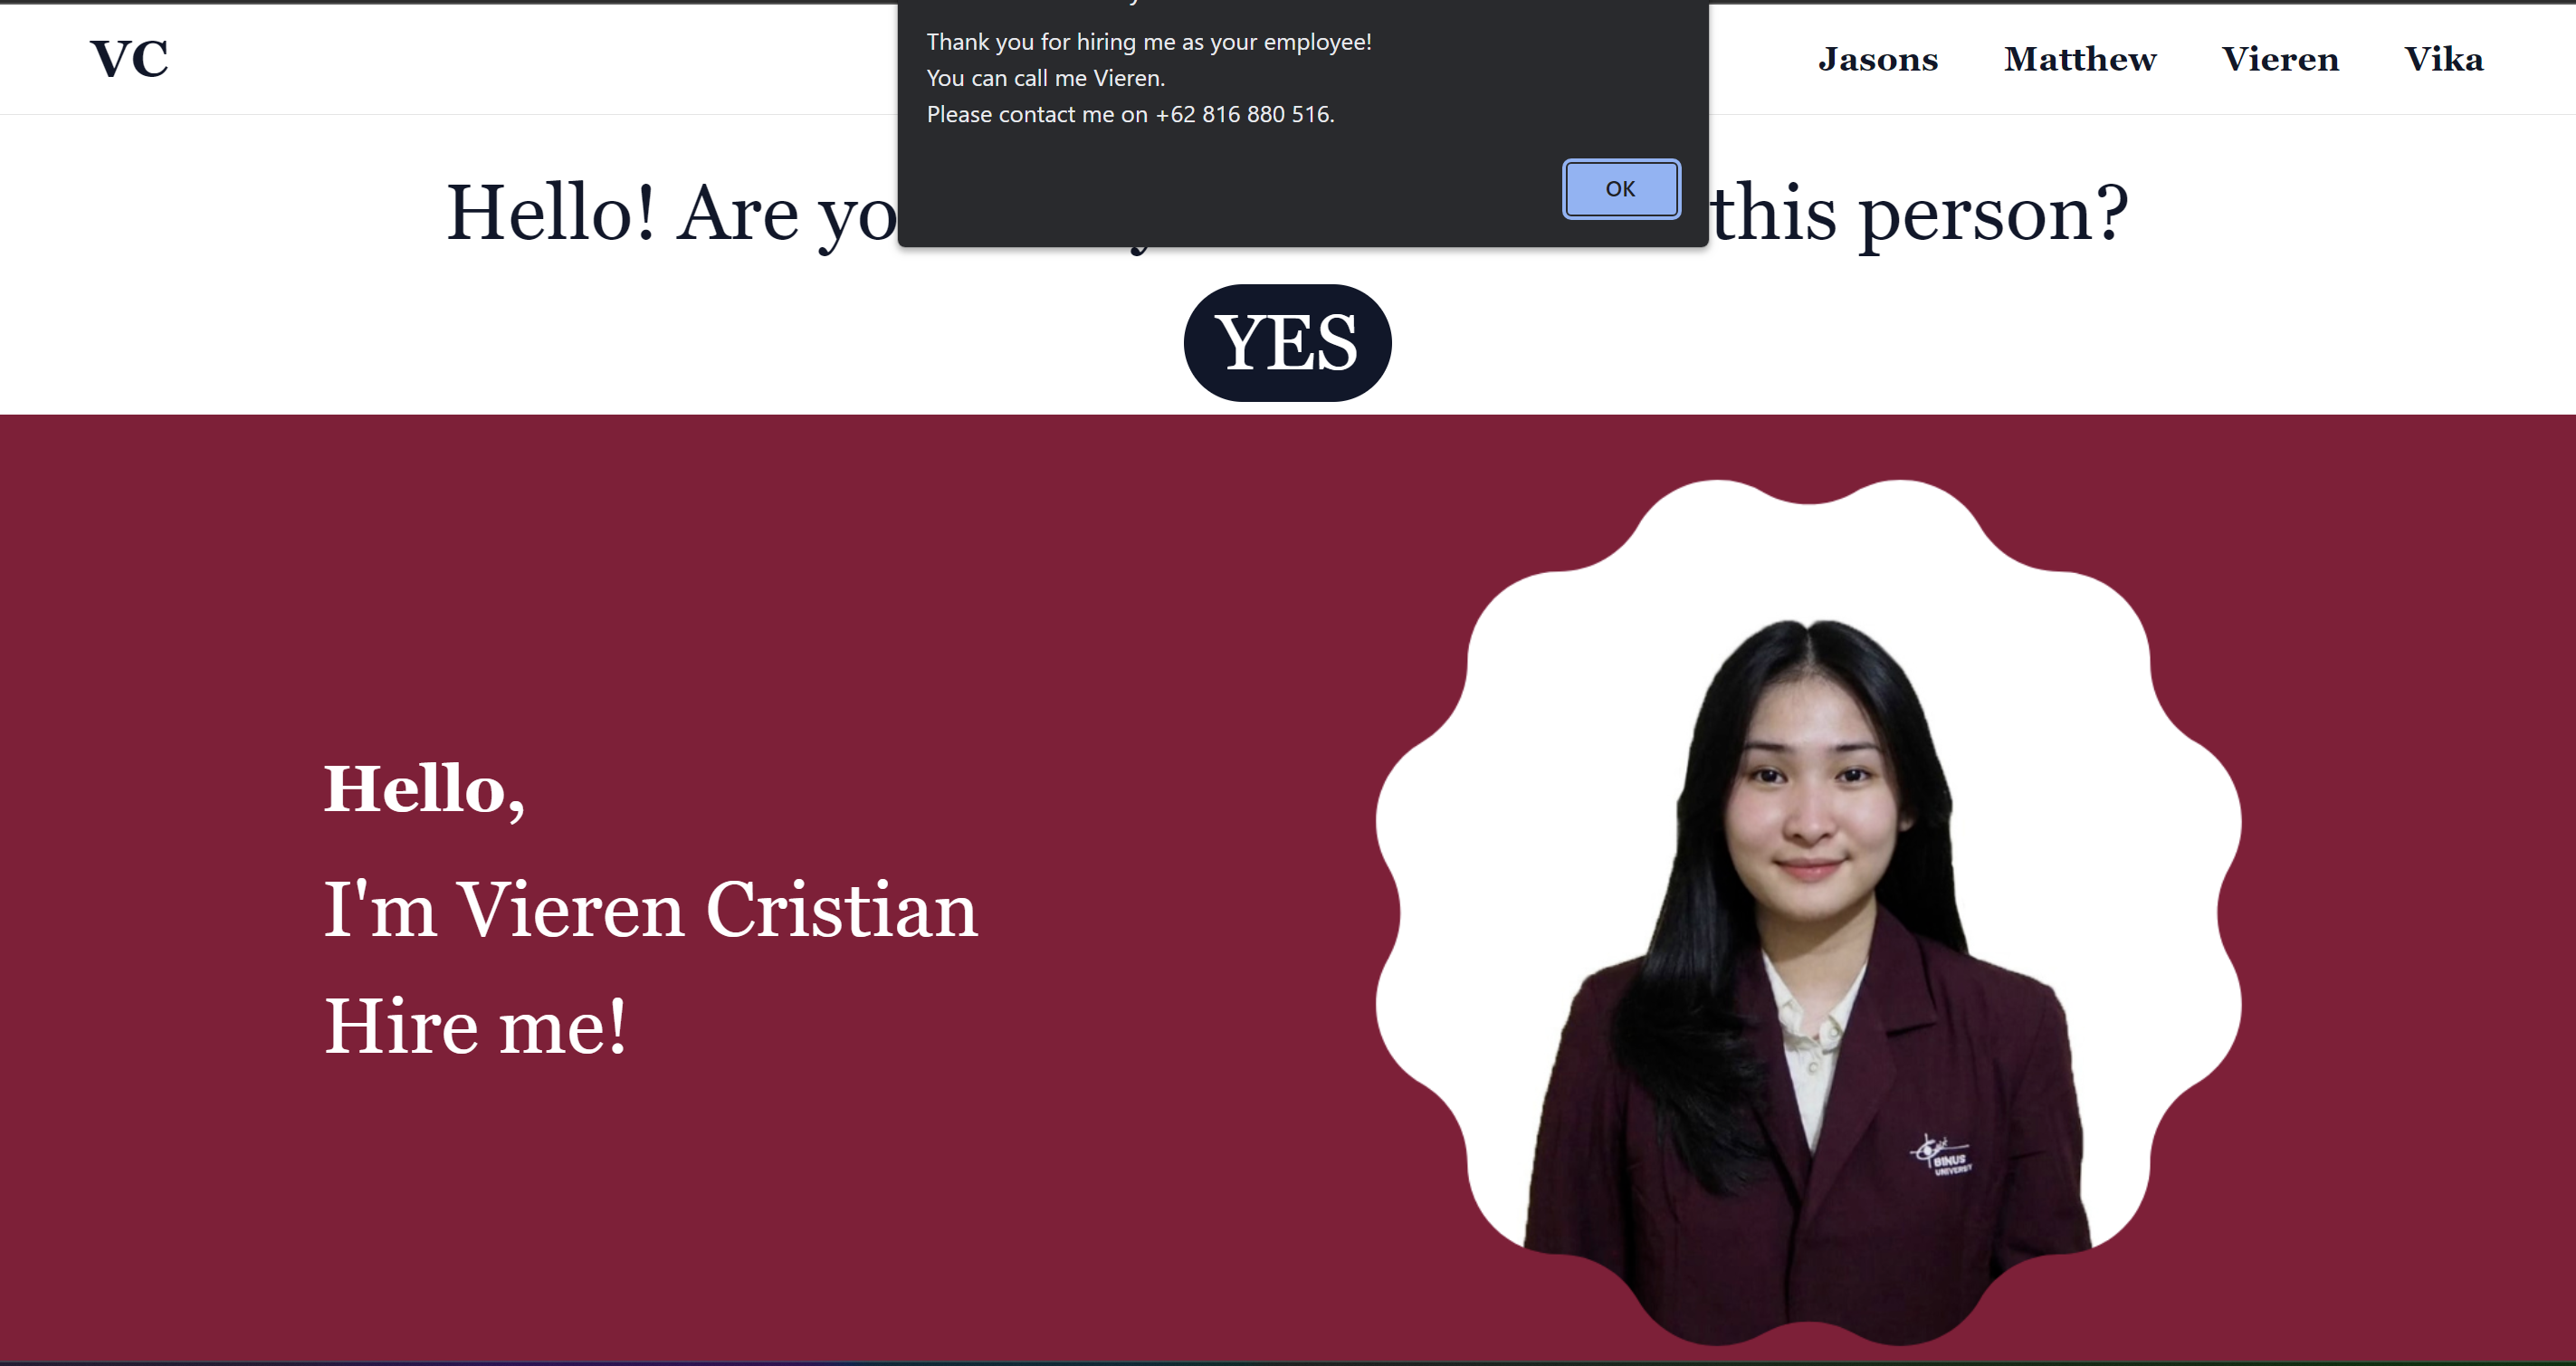 VC
Jasons Matthew Vieren Vika
Thank you for hiring me as your employee!
You can call me Vieren.
Please contact me on +62 816 880 516.
OK
Hello! Are this person?
YES
Hello,
I'm Vieren Cristian
Hire me!
BINUS
UNIVERSITY